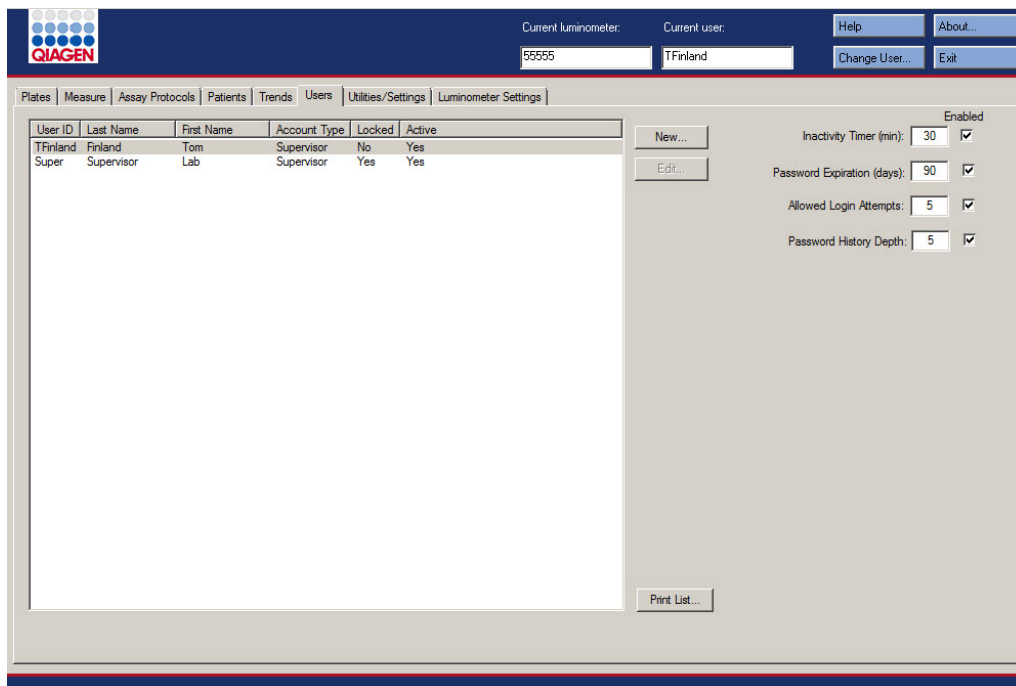 QIAGEN
Current luminometer: Current user:
55555 TFinland
Help About...
Change User... Exit
Plates Measure Assay Protocols Patients Trends Users Utilities/Settings Luminometer Settings
User ID Last Name First Name Account Type Locked Active
TFinland Finland Tom Supervisor No Yes
Super Supervisor Lab Supervisor Yes Yes
New...
Edit...
Enabled
Inactivity Timer (min): 30
Password Expiration (days): 90
Allowed Login Attempts: 5
Password History Depth: 5
Print List...